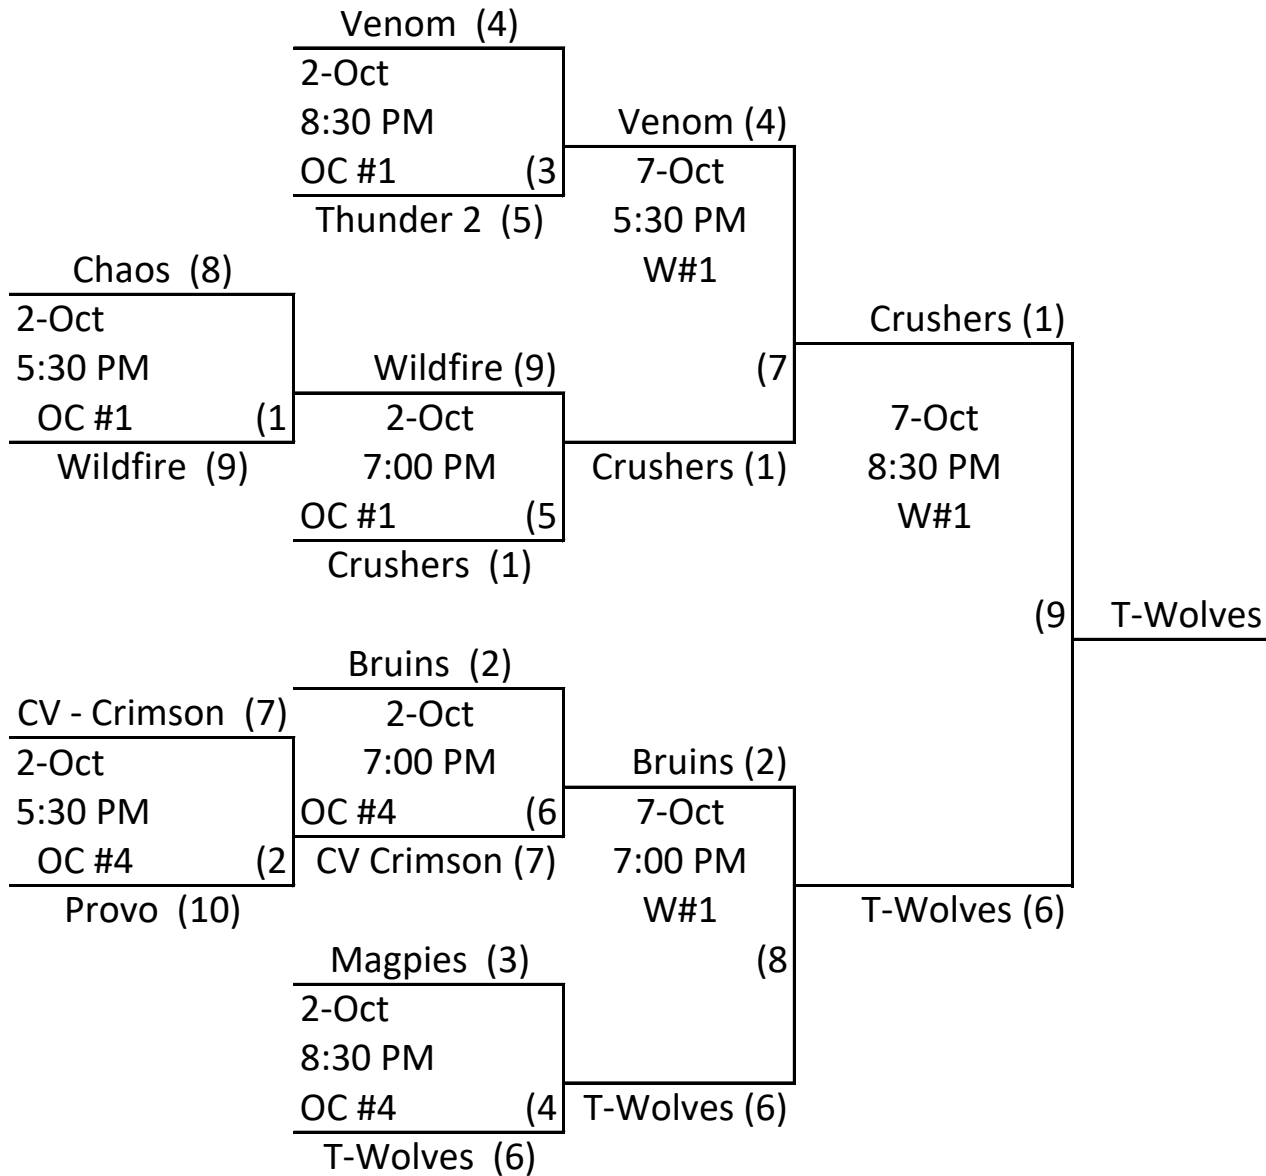 Venom (4)
2-Oct
8:30 PM
OC #1 (3
Thunder 2 (5)
Venom (4)
7-Oct
5:30 PM
W#1
(7
Chaos (8)
2-Oct
5:30 PM
OC #1 (1
Wildfire (9)
Wildfire (9)
2-Oct
7:00 PM
OC #1 (5
Crushers (1)
Crushers (1)
Crushers (1)
7-Oct
8:30 PM
W#1
(9
T-Wolves
Bruins (2)
2-Oct
7:00 PM
OC #4 (6
CV Crimson (7)
CV - Crimson (7)
2-Oct
5:30 PM
OC #4 (2
Provo (10)
Bruins (2)
7-Oct
7:00 PM
W#1
(8
T-Wolves (6)
Magpies (3)
2-Oct
8:30 PM
OC #4 (4
T-Wolves (6)
T-Wolves (6)